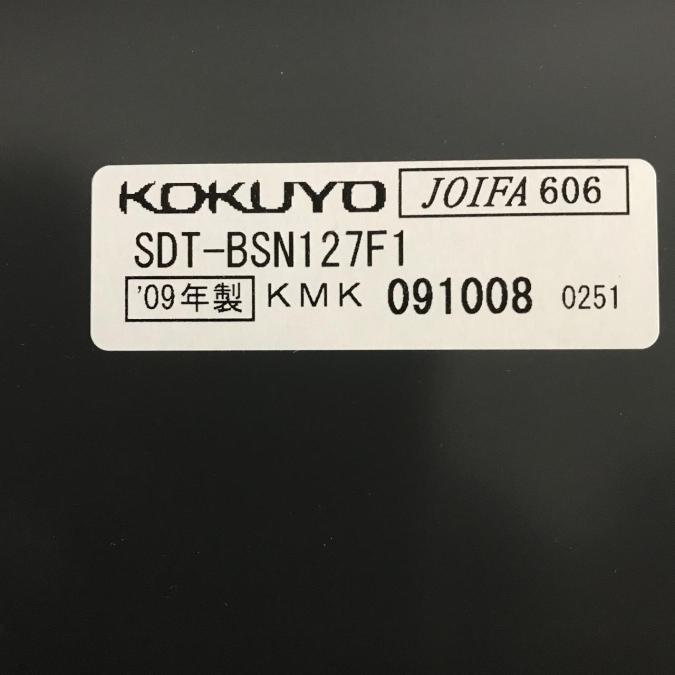 KOKUYO JOIFA 606
SDT-BSN127F1
'09年製 KMK 091008 0251